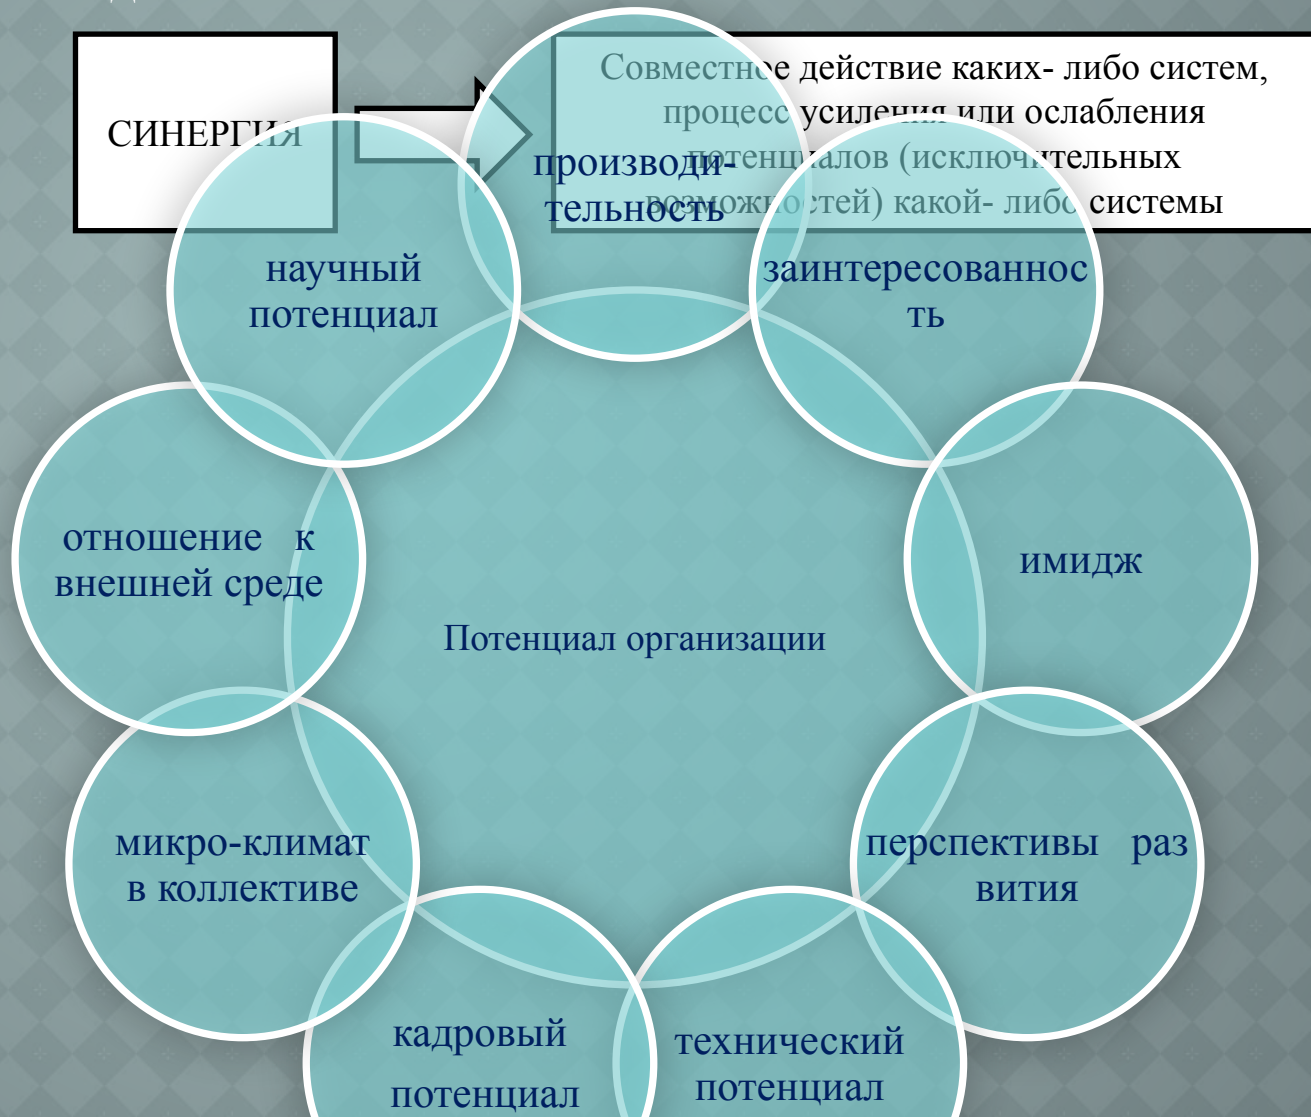 СИНЕРГИЯ
Совместное действие каких- либо систем,
процесс усиления или ослабления
потенциалов (исключительных
возможностей) какой- либо системы
производи-
тельность
научный
потенциал
заинтересованнос
ть
отношение к
внешней среде
имидж
Потенциал организации
микро-климат
в коллективе
перспективы раз
вития
кадровый
потенциал
технический
потенциал